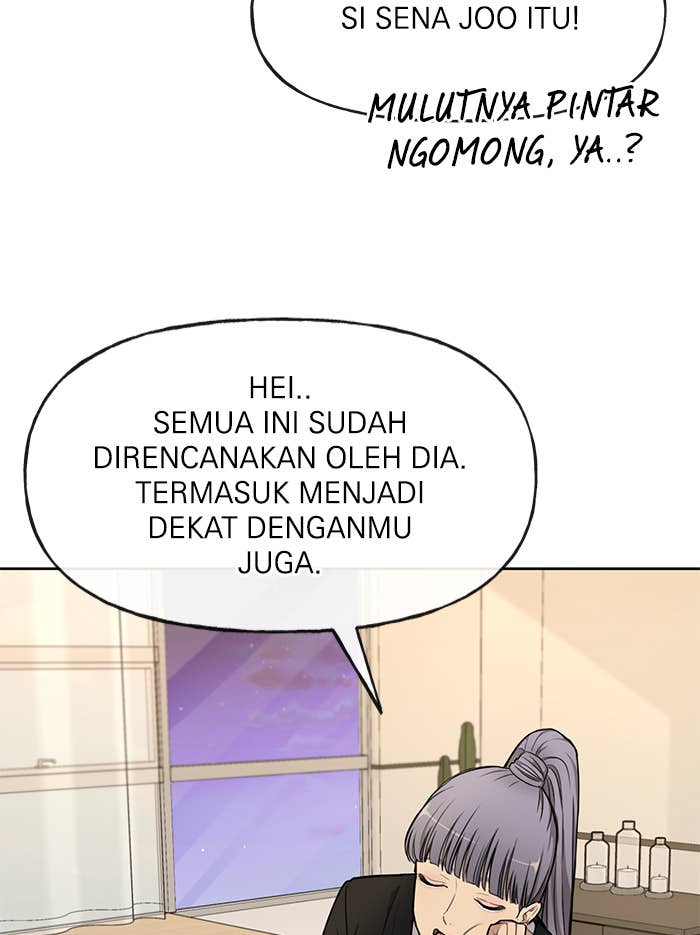 SI SENA JOO ITU!
MULUTNYA PINTAR
NGOMONG, YA..?
HEI..
SEMUA INI SUDAH
DIRENCANAKAN OLEH DIA.
TERMASUK MENJADI
DEKAT DENGANMU
JUGA.